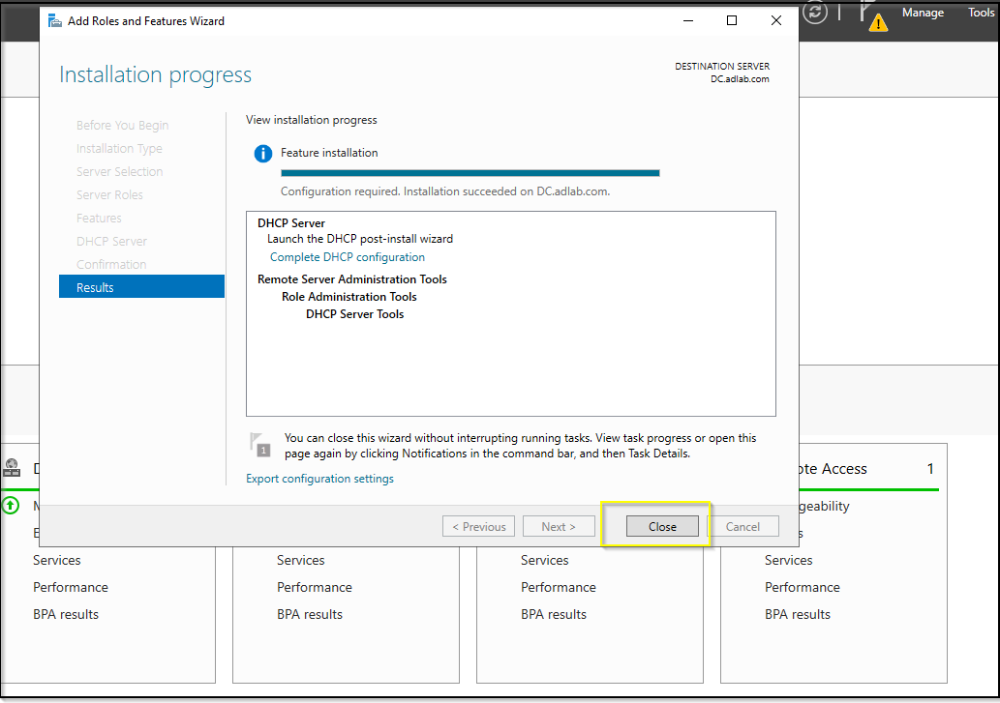 Add Roles and Features Wizard
Manage
Tools
Installation progress
DESTINATION SERVER
DC.adlab.com
Before You Begin
Installation Type
Server Selection
Server Roles
Features
DHCP Server
Confirmation
Results
View installation progress
Feature installation
Configuration required. Installation succeeded on DC.adlab.com.
DHCP Server
Launch the DHCP post-install wizard
Complete DHCP configuration
Remote Server Administration Tools
Role Administration Tools
DHCP Server Tools
1
You can close this wizard without interrupting running tasks. View task progress or open this
page again by clicking Notifications in the command bar, and then Task Details.
Export configuration settings
< Previous
Next >
Close
Cancel
Access 1
Services
Performance
BPA results
Services
Performance
BPA results
Services
Performance
BPA results
Services
Performance
BPA results